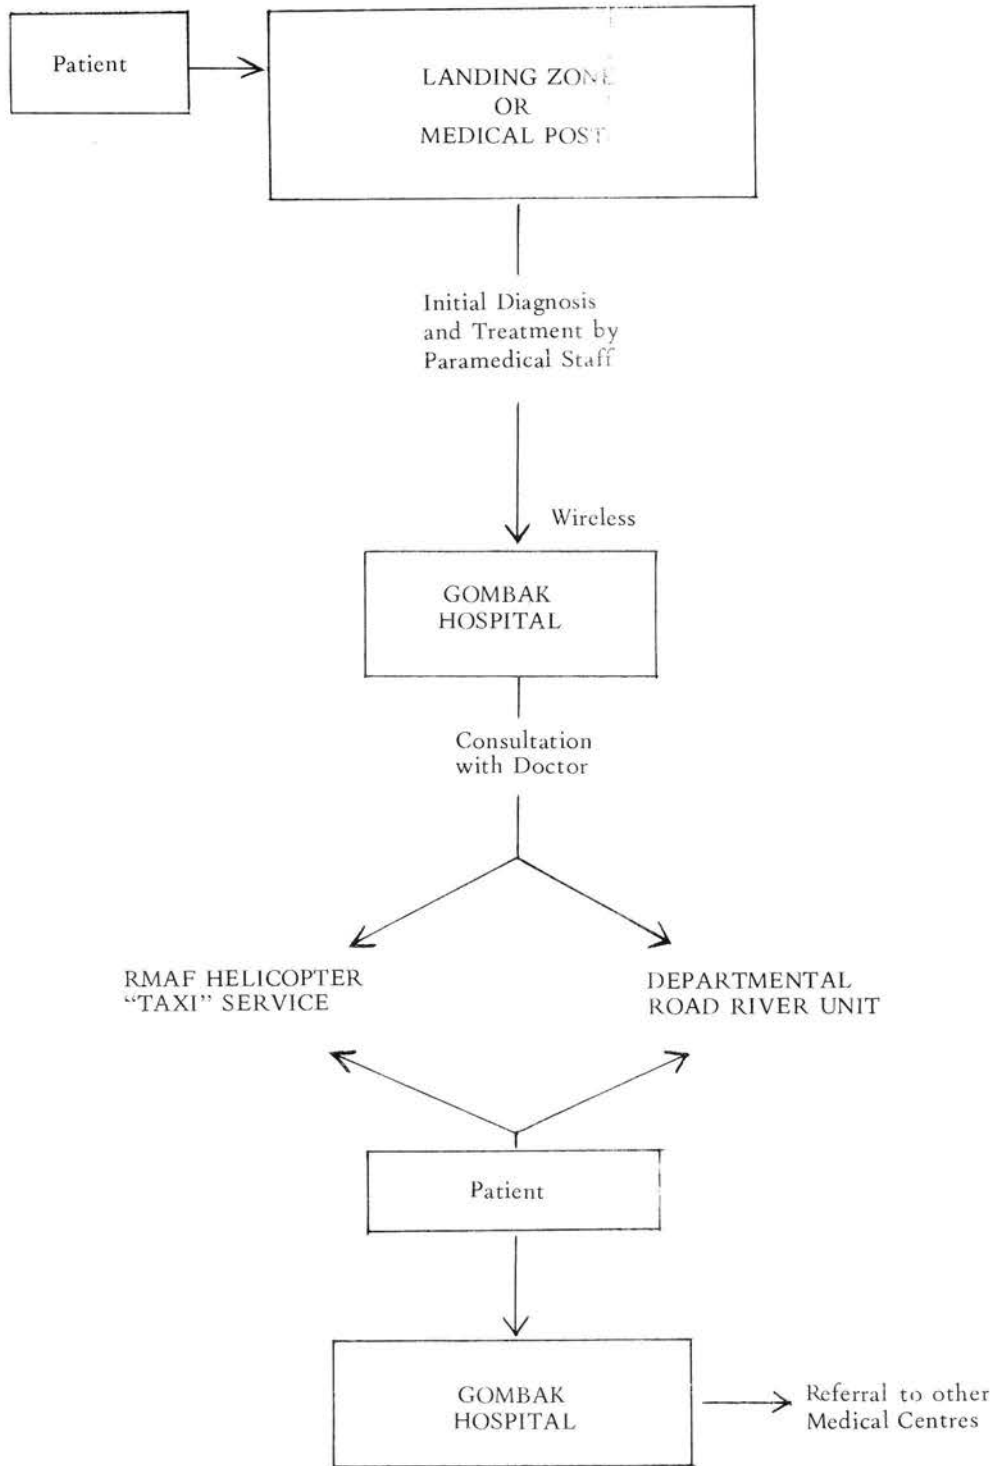 Patient
LANDING ZONE
OR
MEDICAL POST
Initial Diagnosis
and Treatment by
Paramedical Staff
Wireless
GOMBAK
HOSPITAL
Consultation
with Doctor
RMAF HELICOPTER
“TAXI” SERVICE
DEPARTMENTAL
ROAD RIVER UNIT
Patient
GOMBAK
HOSPITAL
Referral to other
Medical Centres